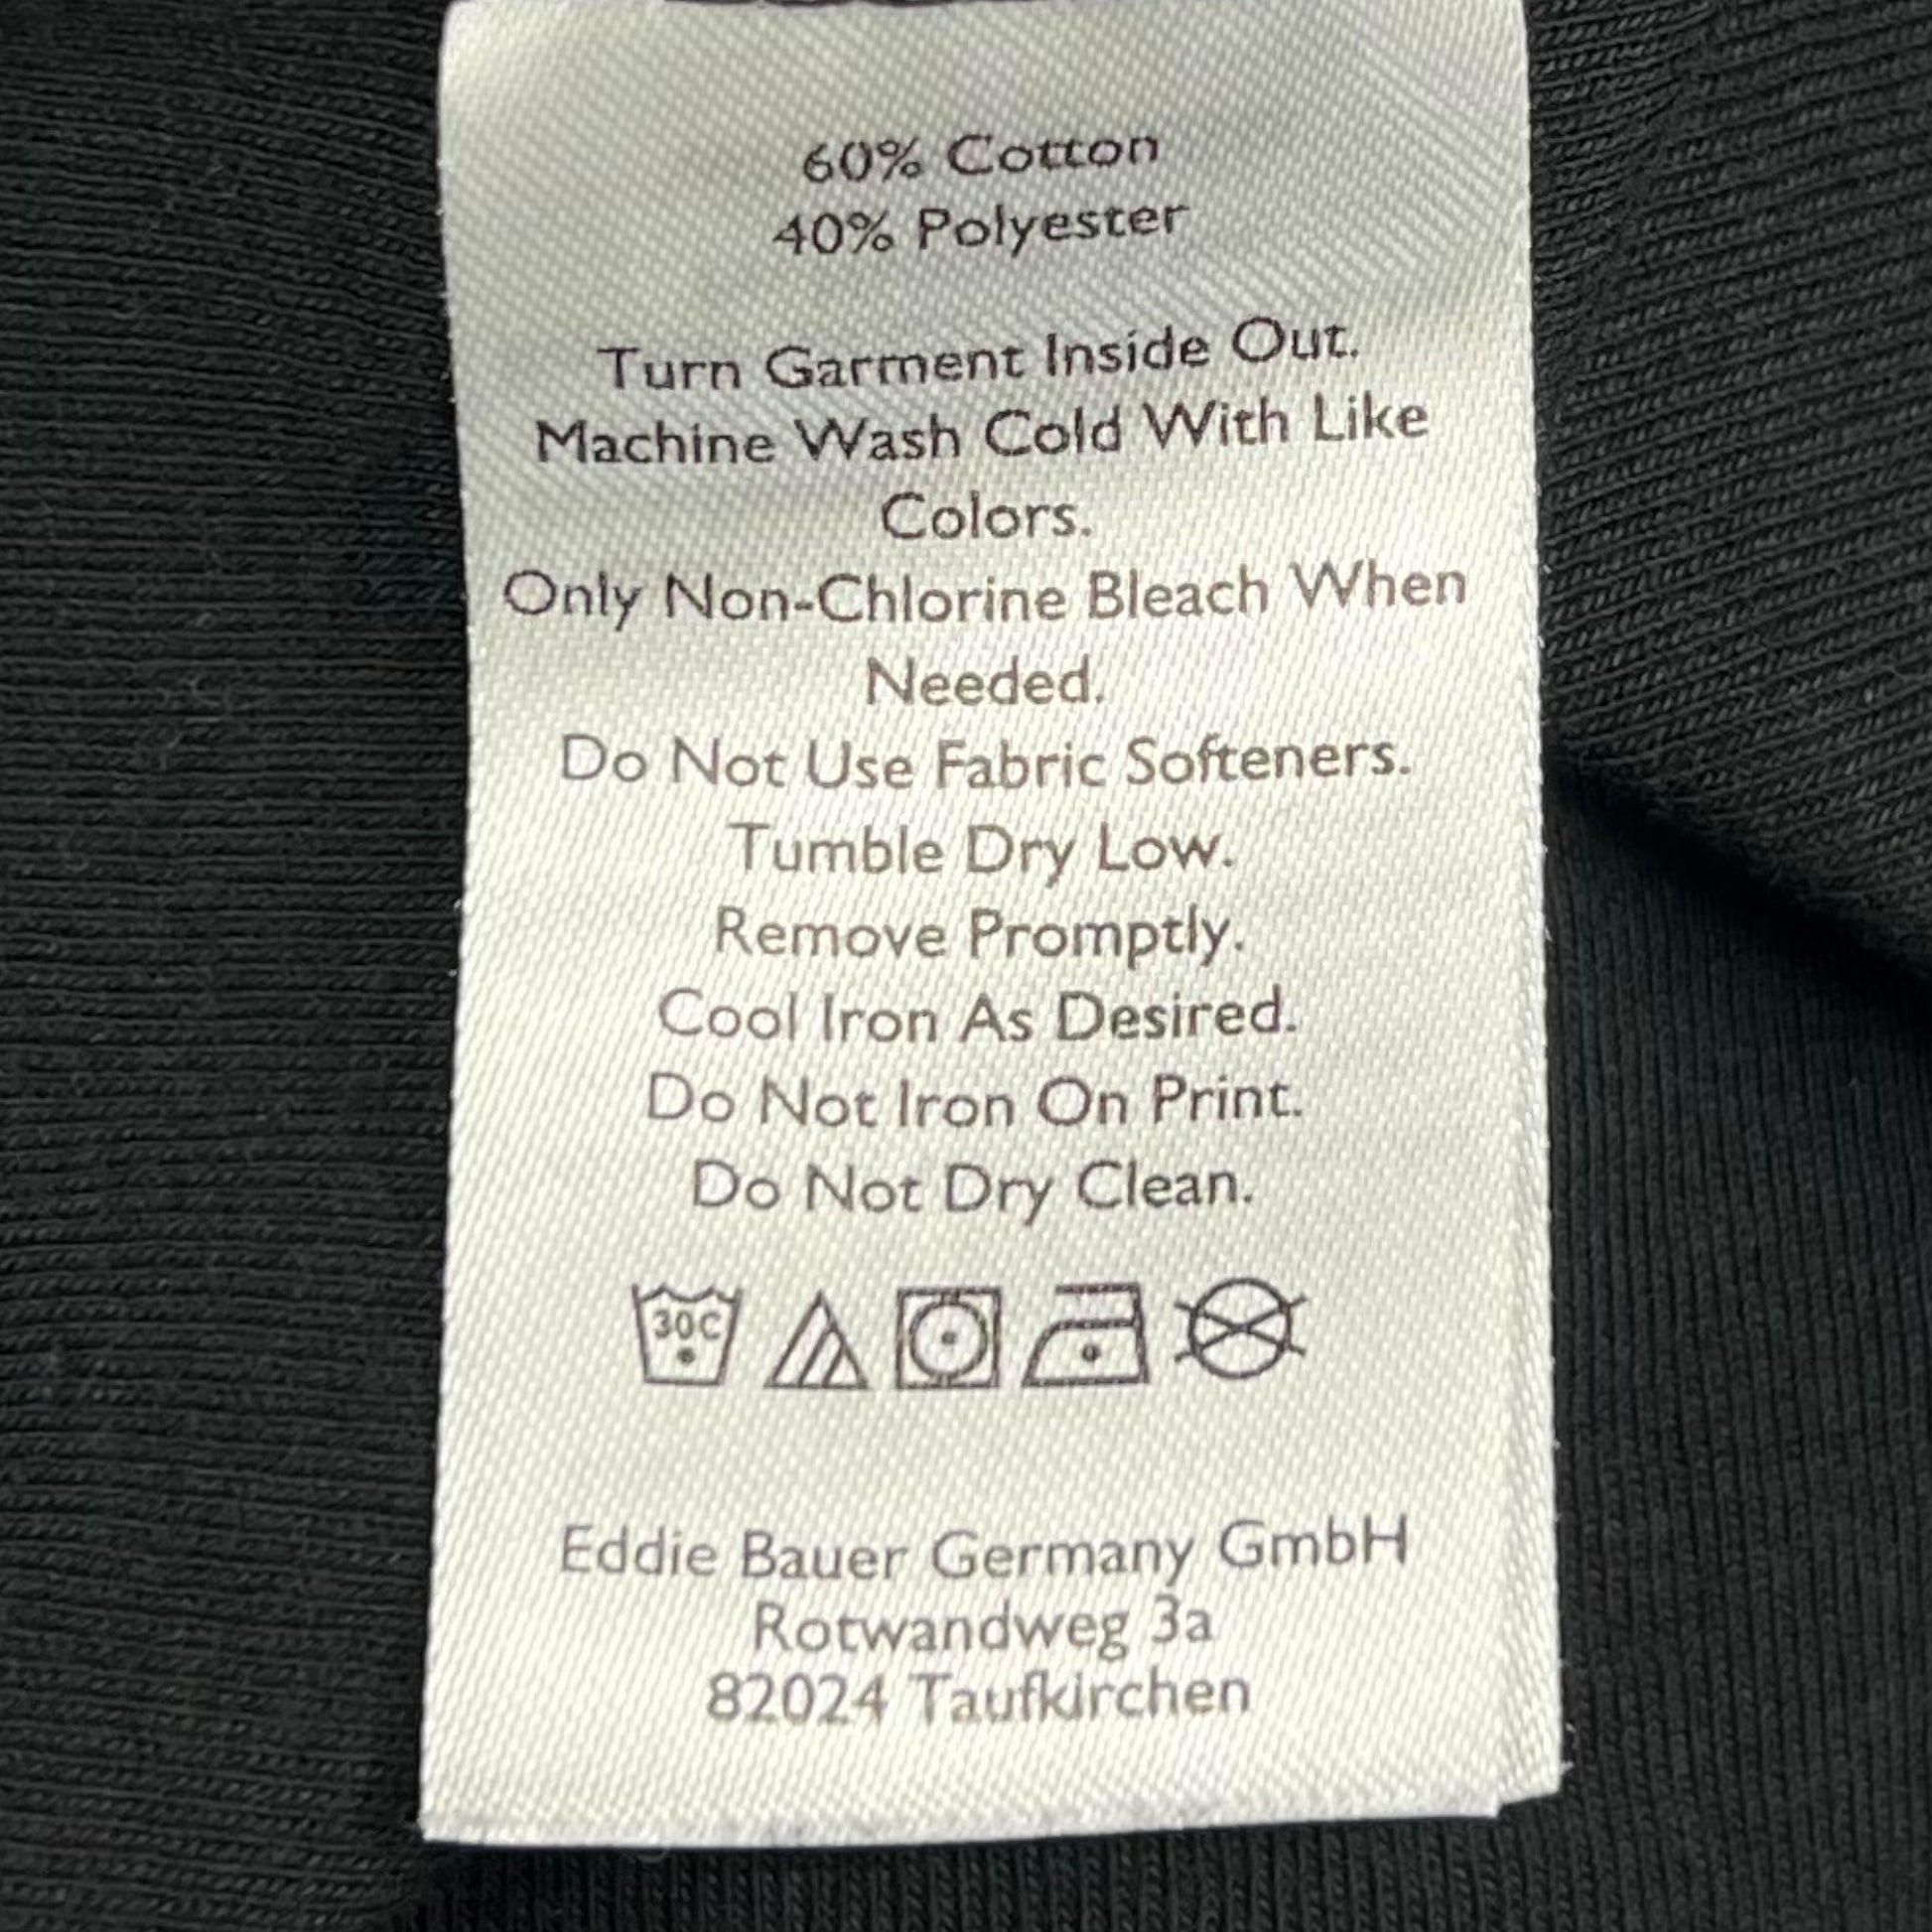 60% Cotton
40% Polyester
Turn Garment Inside Out.
Machine Wash Cold With Like
Colors.
Only Non-Chlorine Bleach When
Needed.
Do Not Use Fabric Softeners.
Tumble Dry Low.
Remove Promptly.
Cool Iron As Desired.
Do Not Iron On Print.
Do Not Dry Clean.
30C
Eddie Bauer Germany GmbH
Rotwandweg 3a
82024 Taufkirchen